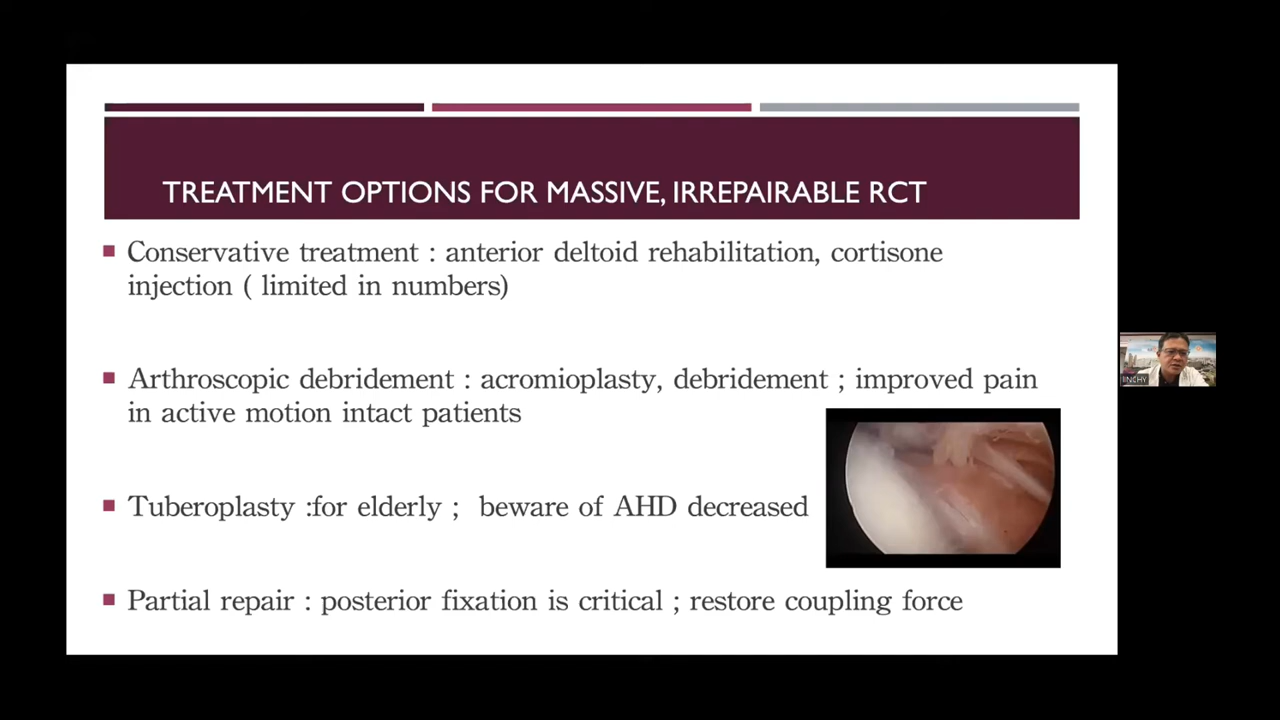 TREATMENT OPTIONS FOR MASSIVE, IRREPAIRABLE RCT
Conservative treatment : anterior deltoid rehabilitation, cortisone
injection ( limited in numbers)
Arthroscopic debridement : acromioplasty, debridement ; improved pain
in active motion intact patients
Tuberoplasty :for elderly ; beware of AHD decreased
Partial repair : posterior fixation is critical ; restore coupling force
JINCHY